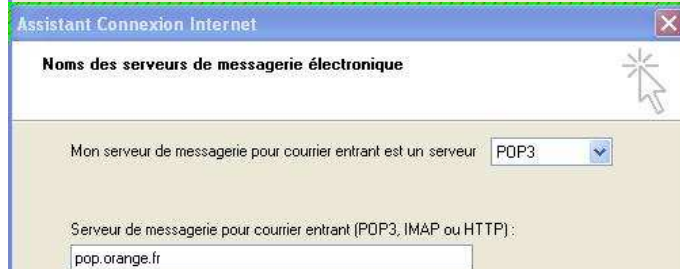 Assistant Connexion Internet
Noms des serveurs de messagerie électronique
Mon serveur de messagerie pour courrier entrant est un serveur POP3
Serveur de messagerie pour courrier entrant (POP3, IMAP ou HTTP) :
pop.orange.fr